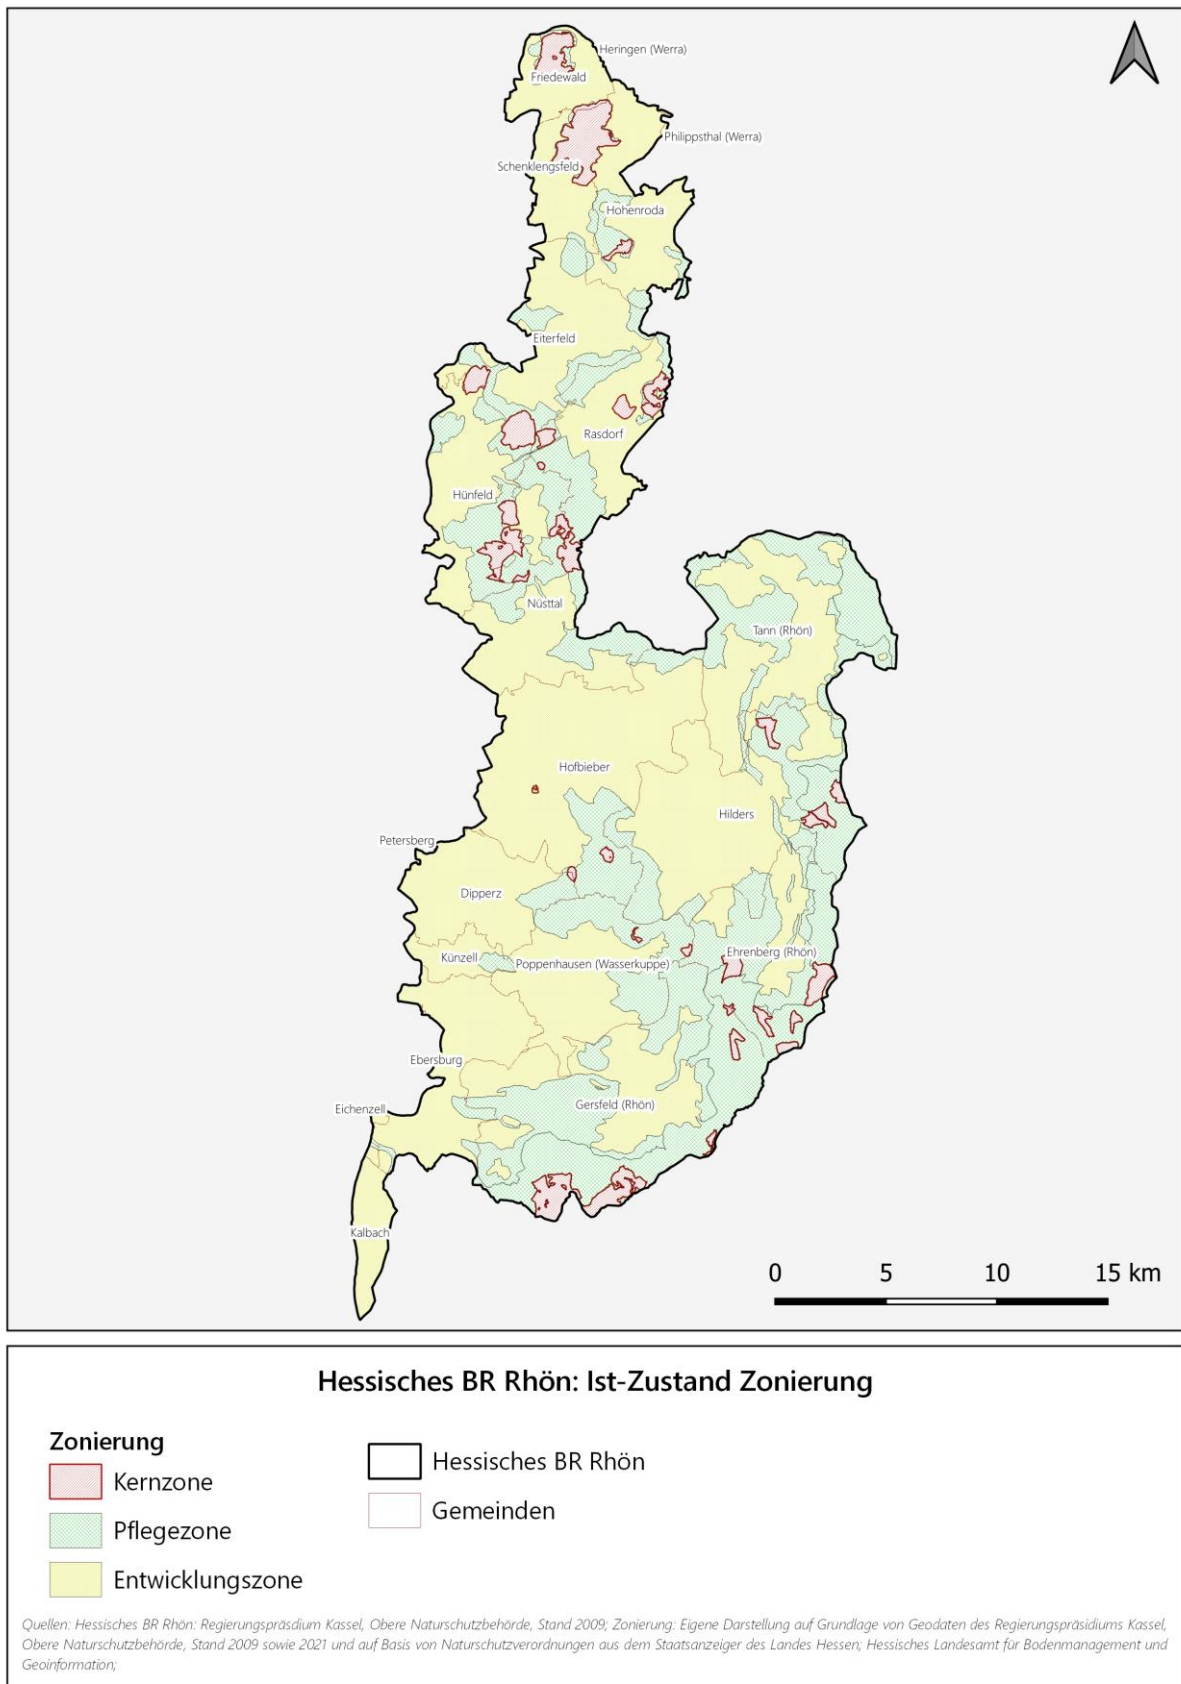 Heringen (Werra)
Friedewald
Philippsthal (Werra)
Schenklengsfeld
Hohenroda
Eiterfeld
Rasdorf
Hünfeld
Nüsttal
Tann (Rhön)
Hofbieber
Hilders
Petersberg
Dipperz
Künzell
Poppenhausen (Wasserkuppe)
Ehrenberg (Rhön)
Ebersburg
Gersfeld (Rhön)
Eichenzell
Kalbach
0 5 10 15 km
Hessisches BR Rhön: Ist-Zustand Zonierung
Zonierung
Kernzone
Pflegezone
Entwicklungszone
Hessisches BR Rhön
Gemeinden
Quellen: Hessisches BR Rhön: Regierungspräsdium Kassel, Obere Naturschutzbehörde, Stand 2009; Zonierung: Eigene Darstellung auf Grundlage von Geodaten des Regierungspräsidiums Kassel,
Obere Naturschutzbehörde, Stand 2009 sowie 2021 und auf Basis von Naturschutzverordnungen aus dem Staatsanzeiger des Landes Hessen; Hessisches Landesamt für Bodenmanagement und
Geoinformation;